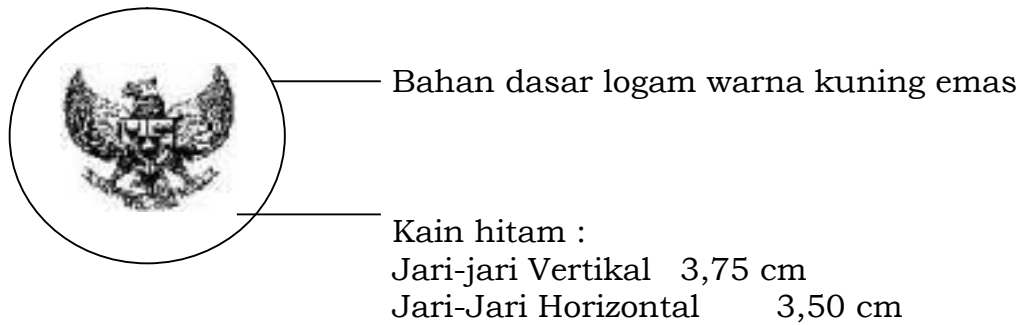 Bahan dasar logam warna kuning emas
Kain hitam :
Jari-jari Vertikal 3,75 cm
Jari-Jari Horizontal 3,50 cm